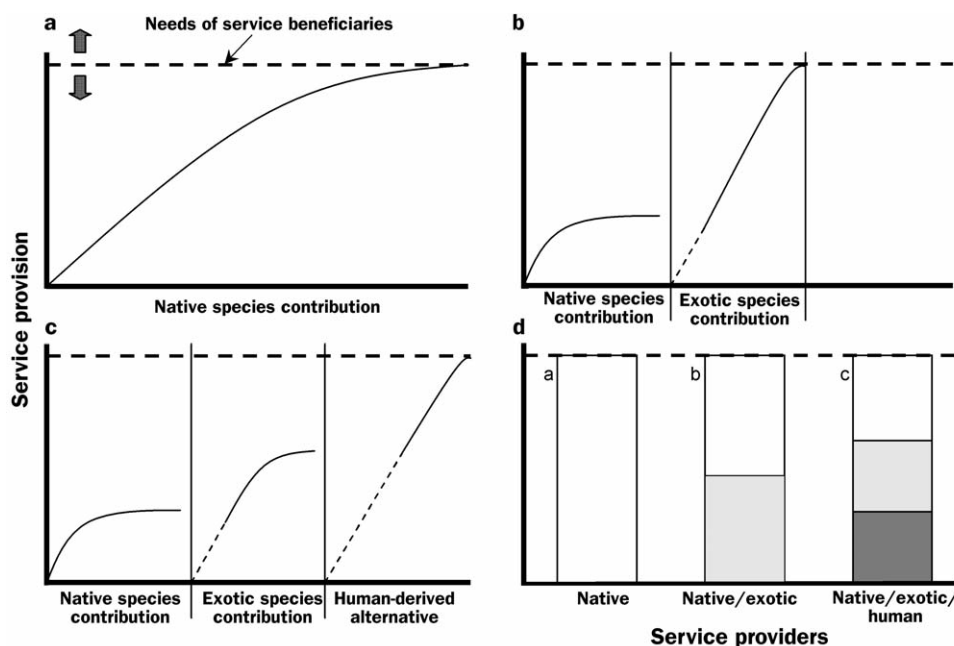 a
Needs of service beneficiaries
b
Service provision
Native species contribution
Native species
contribution
Exotic species
contribution
c
d
a
b
c
Native species
contribution
Exotic species
contribution
Human-derived
alternative
Native
Native/exotic
Native/exotic/
human
Service providers